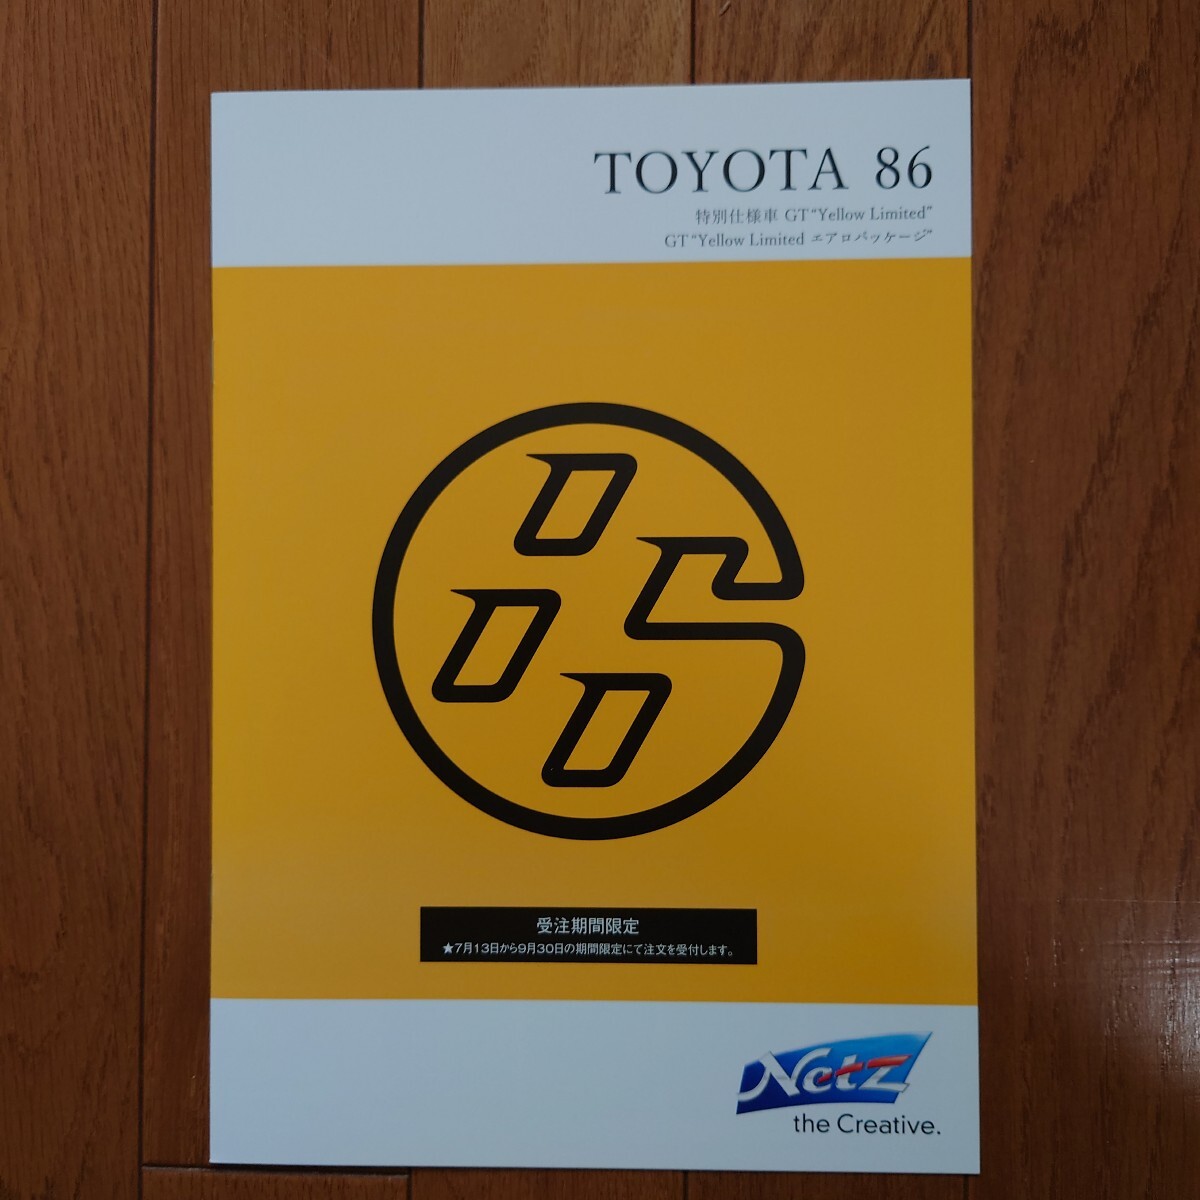 TOYOTA 86
特別仕様車 GT“Yellow Limited”
GT“Yellow Limited エアロパッケージ”
86
受注期間限定
★7月13日から9月30日の期間限定にて注文を受付します。
Netz
the Creative.